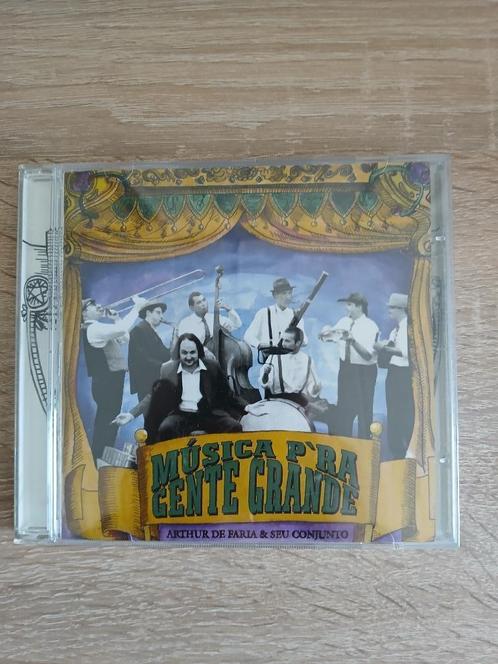 MÚSICA P`RA
GENTE GRANDE
ARTHUR DE FARIA & SEU CONJUNTO